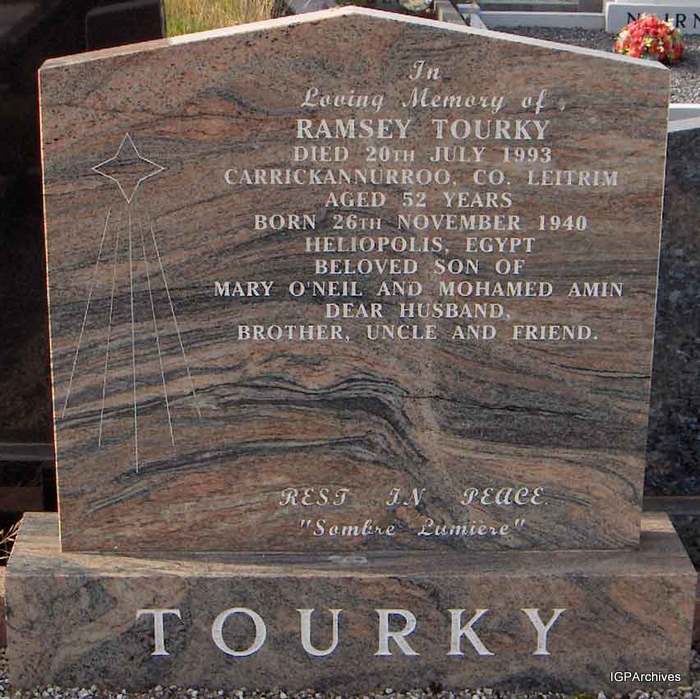 In
Loving Memory of
RAMSEY TOURKY
DIED 20TH JULY 1993
CARRICKANNURROO, CO. LEITRIM
AGED 52 YEARS
BORN 26TH NOVEMBER 1940
HELIOPOLIS, EGYPT
BELOVED SON OF
MARY O'NEIL AND MOHAMED AMIN
DEAR HUSBAND,
BROTHER, UNCLE AND FRIEND.
REST IN PEACE
"Sombre Lumière"
TOURKY
IGPArchives